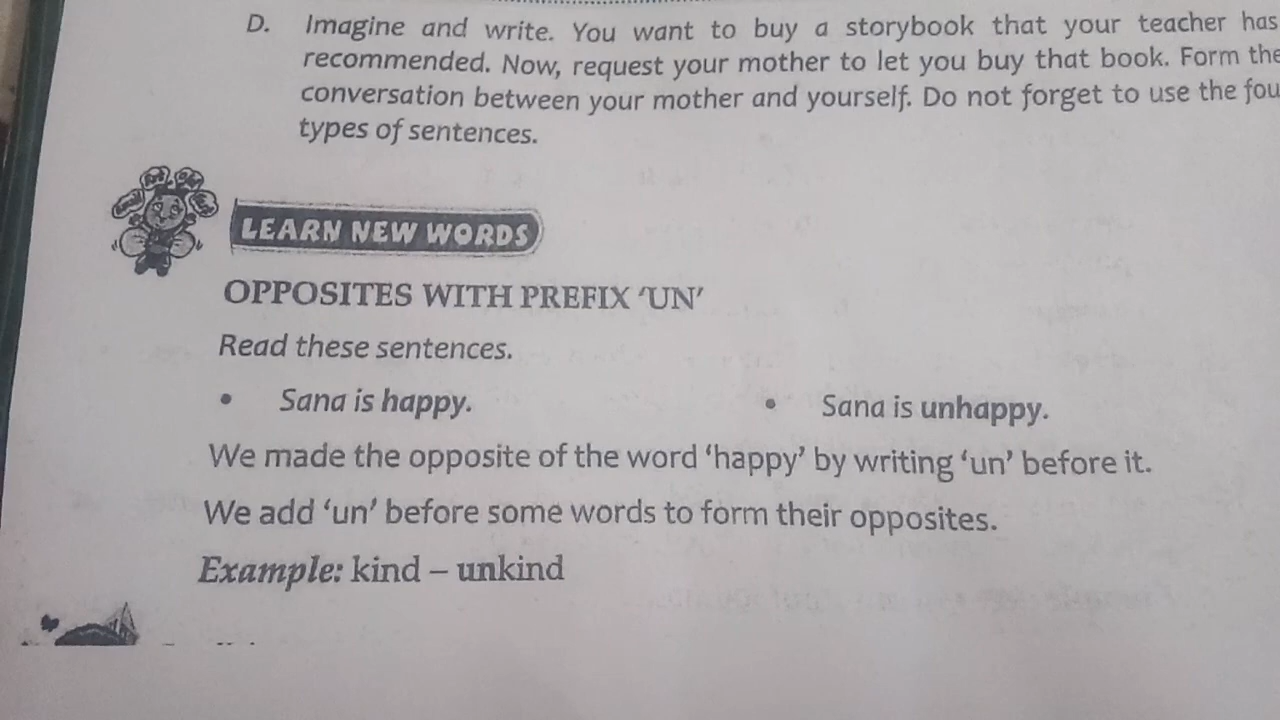 D. Imagine and write. You want to buy a storybook that your teacher has
recommended. Now, request your mother to let you buy that book. Form the
conversation between your mother and yourself. Do not forget to use the fou
types of sentences.
LEARN NEW WORDS
OPPOSITES WITH PREFIX ‘UN’
Read these sentences.
• Sana is happy. • Sana is unhappy.
We made the opposite of the word ‘happy’ by writing ‘un’ before it.
We add ‘un’ before some words to form their opposites.
Example: kind – unkind